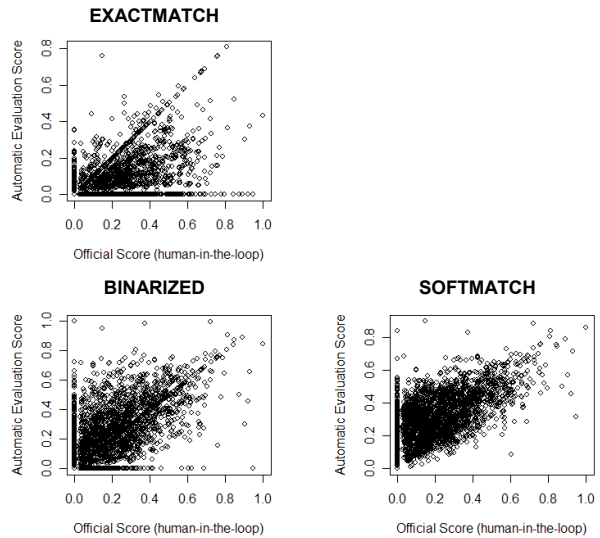 EXACTMATCH
Automatic Evaluation Score
0.0 0.2 0.4 0.6 0.8
0.0 0.2 0.4 0.6 0.8 1.0
Official Score (human-in-the-loop)
BINARIZED
Automatic Evaluation Score
0.0 0.2 0.4 0.6 0.8 1.0
0.0 0.2 0.4 0.6 0.8 1.0
Official Score (human-in-the-loop)
SOFTMATCH
Automatic Evaluation Score
0.0 0.2 0.4 0.6 0.8
0.0 0.2 0.4 0.6 0.8 1.0
Official Score (human-in-the-loop)